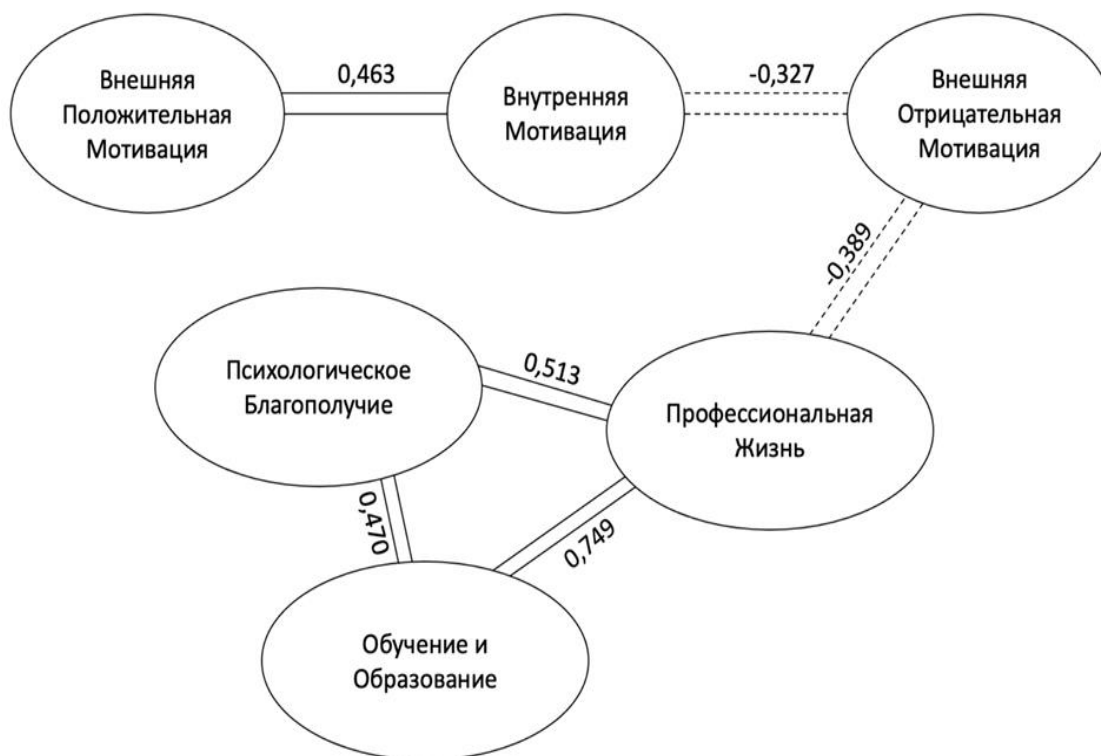 Внешняя
Положительная
Мотивация
0,463
Внутренняя
Мотивация
-0,327
Внешняя
Отрицательная
Мотивация
-0,389
Психологическое
Благополучие
0,513
Профессиональная
Жизнь
0,470
0,749
Обучение и
Образование